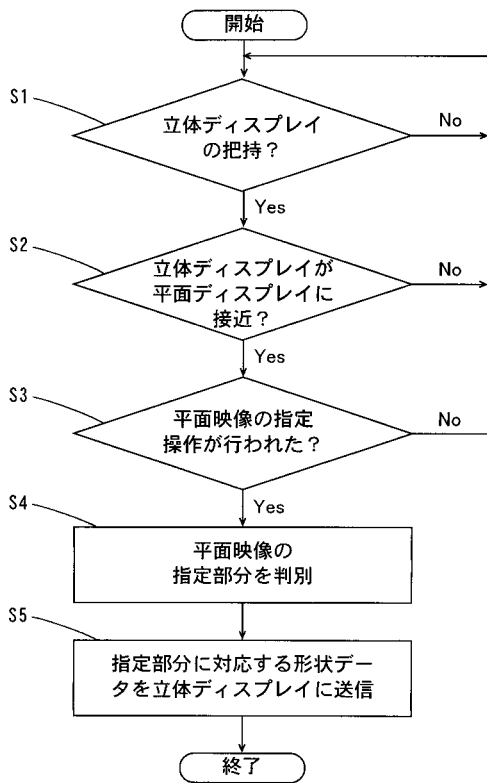 開始
S1
立体ディスプレイ
の把持?
No
Yes
S2
立体ディスプレイが
平面ディスプレイに
接近?
No
Yes
S3
平面映像の指定
操作が行われた?
No
Yes
S4
平面映像の
指定部分を判別
S5
指定部分に対応する形状デー
タを立体ディスプレイに送信
終了